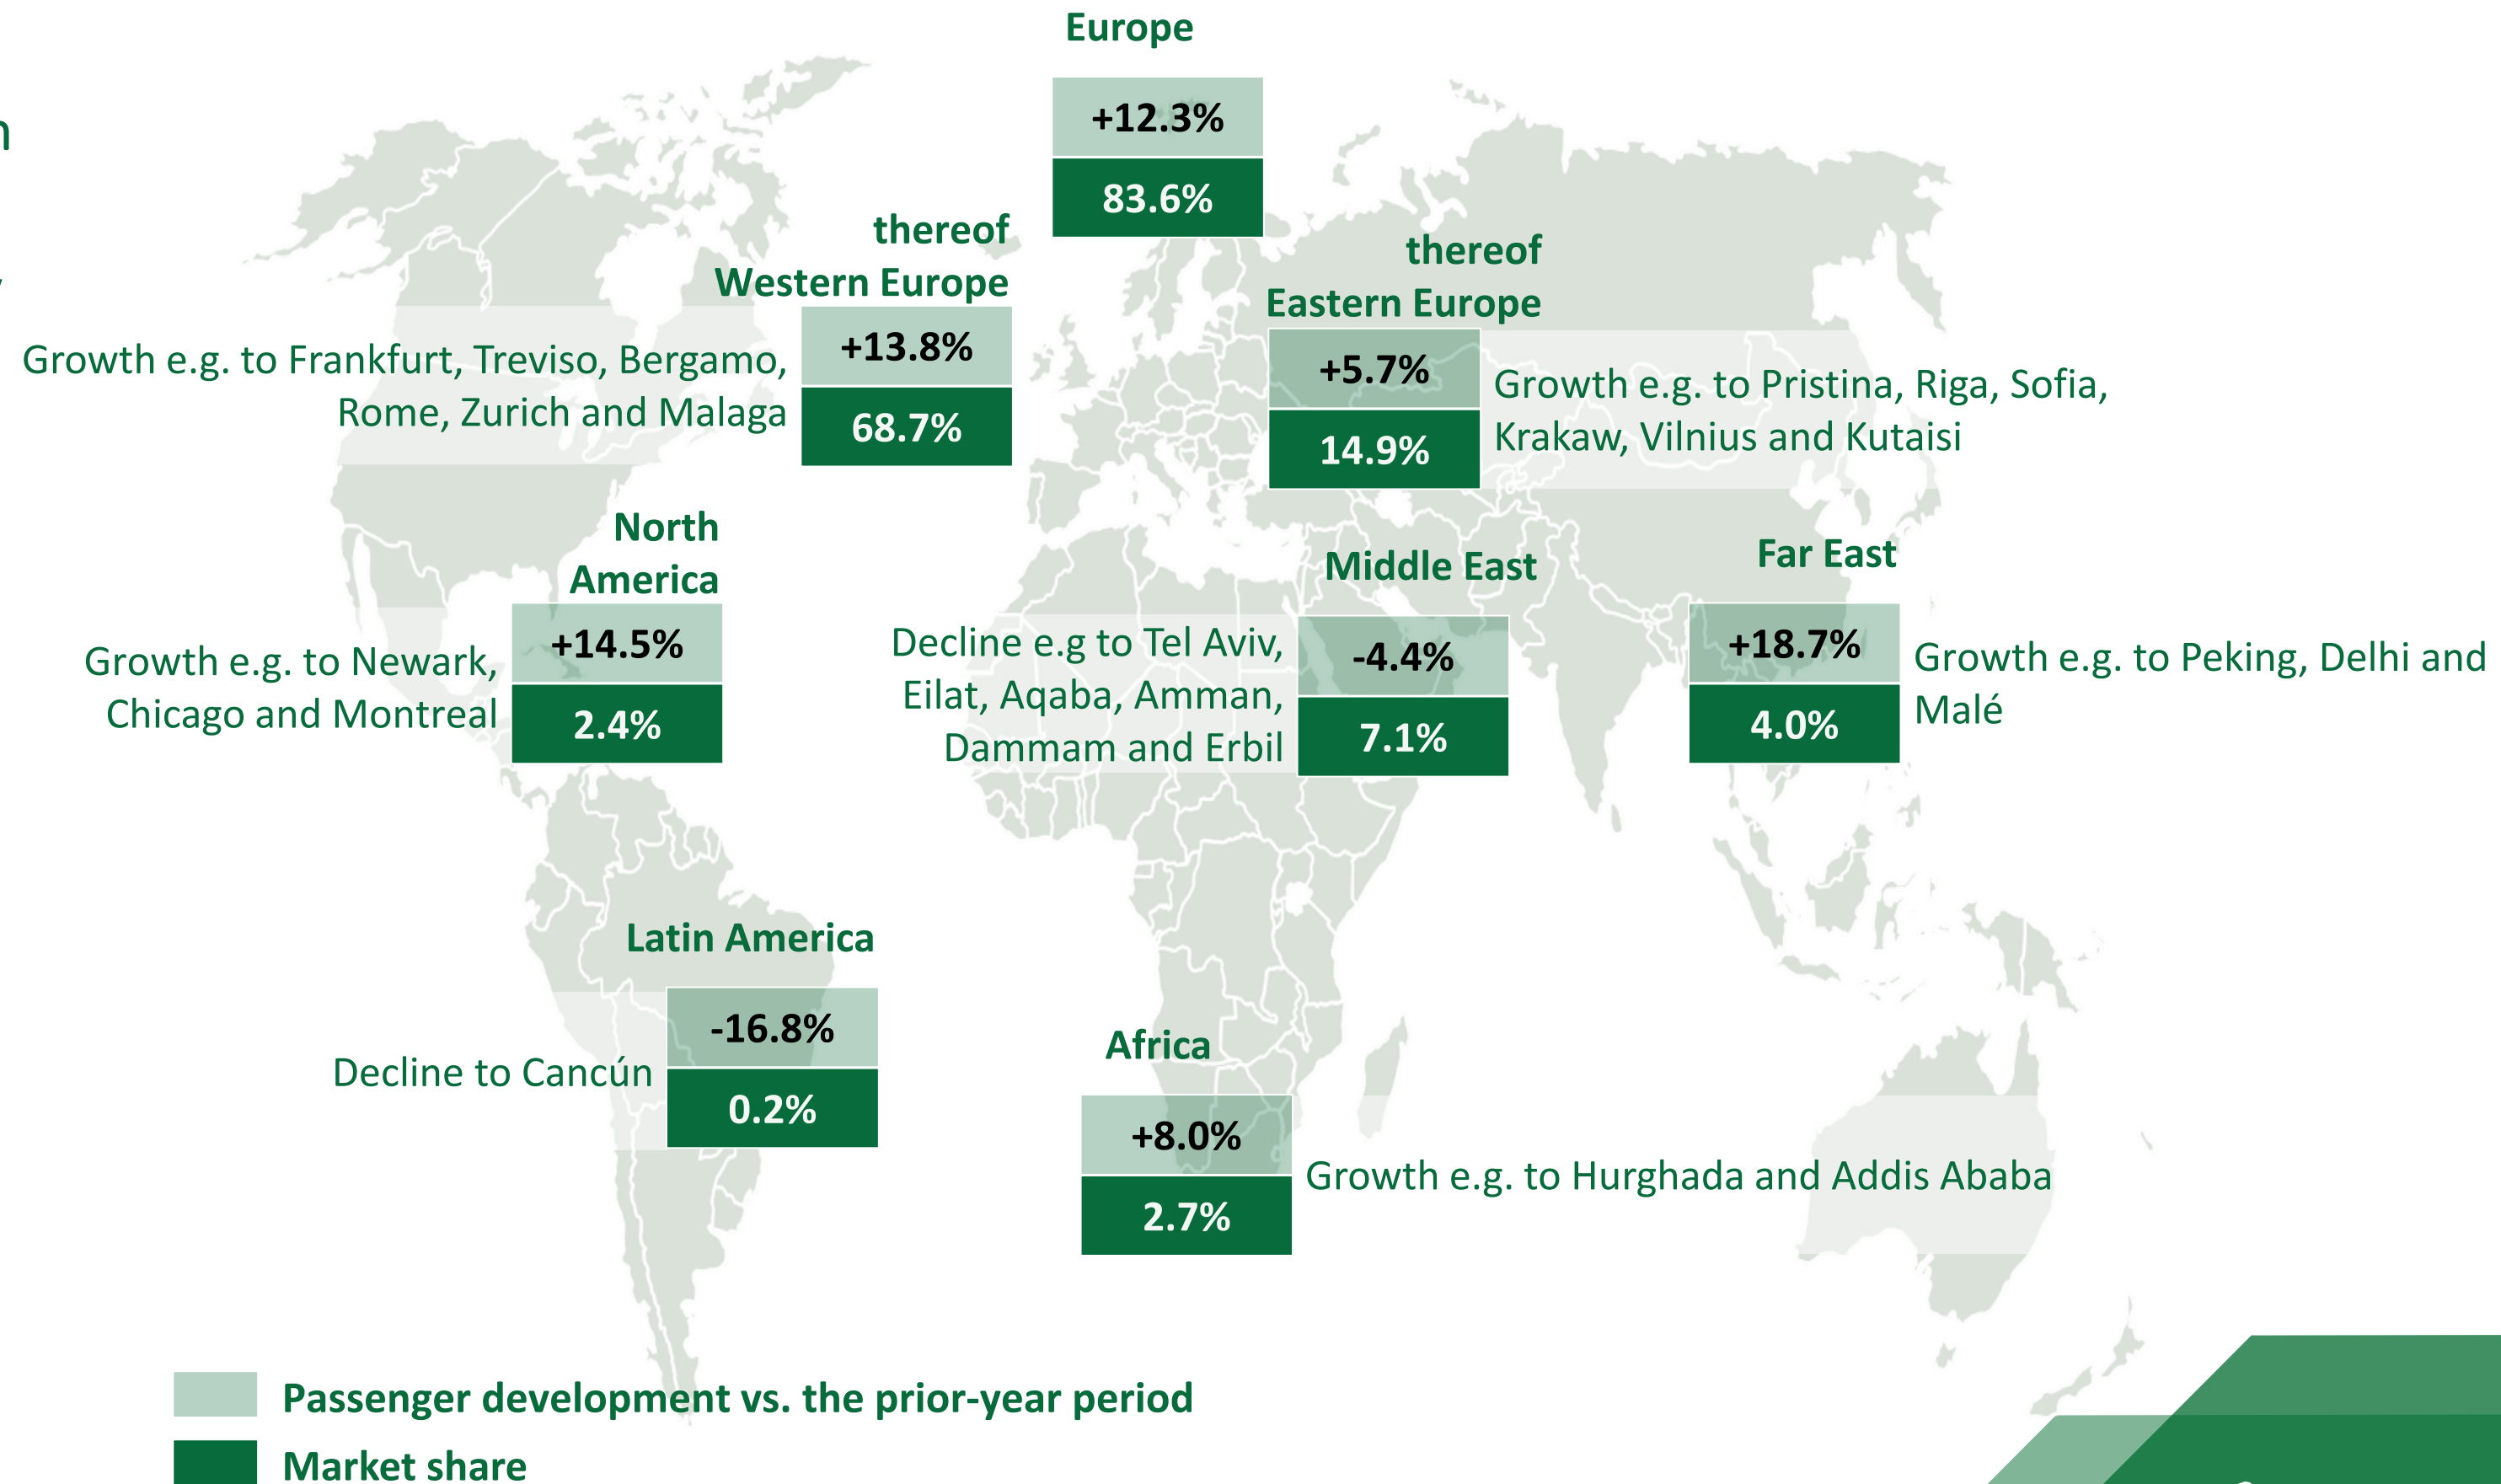 Europe
+12.3%
83.6%
thereof
Western Europe
+13.8%
68.7%
Growth e.g. to Frankfurt, Treviso, Bergamo,
Rome, Zurich and Malaga
thereof
Eastern Europe
+5.7%
14.9%
Growth e.g. to Pristina, Riga, Sofia,
Krakaw, Vilnius and Kutaisi
North
America
+14.5%
2.4%
Growth e.g. to Newark,
Chicago and Montreal
Middle East
-4.4%
7.1%
Decline e.g to Tel Aviv,
Eilat, Aqaba, Amman,
Dammam and Erbil
Far East
+18.7%
4.0%
Growth e.g. to Peking, Delhi and
Malé
Latin America
-16.8%
0.2%
Decline to Cancún
Africa
+8.0%
2.7%
Growth e.g. to Hurghada and Addis Ababa
Passenger development vs. the prior-year period
Market share